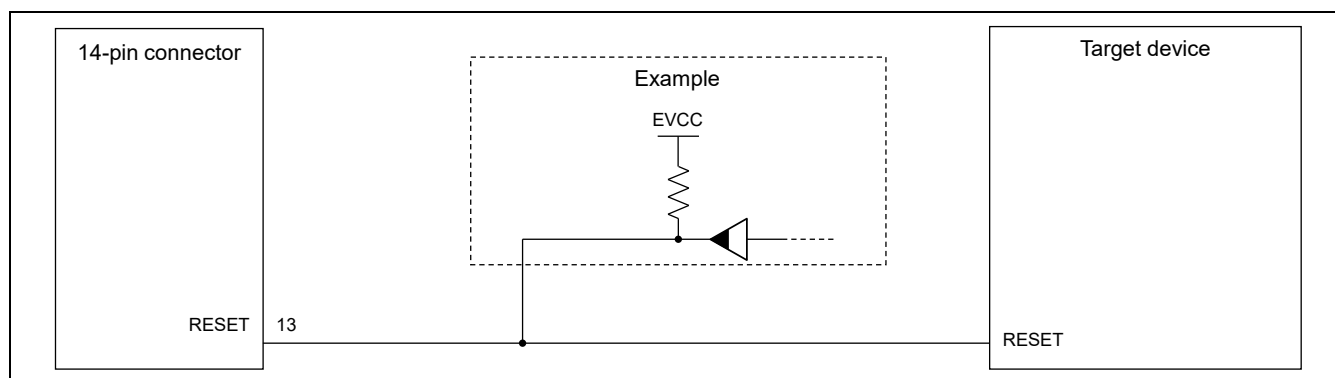 14-pin connector
Target device
Example
EVCC
RESET 13
RESET